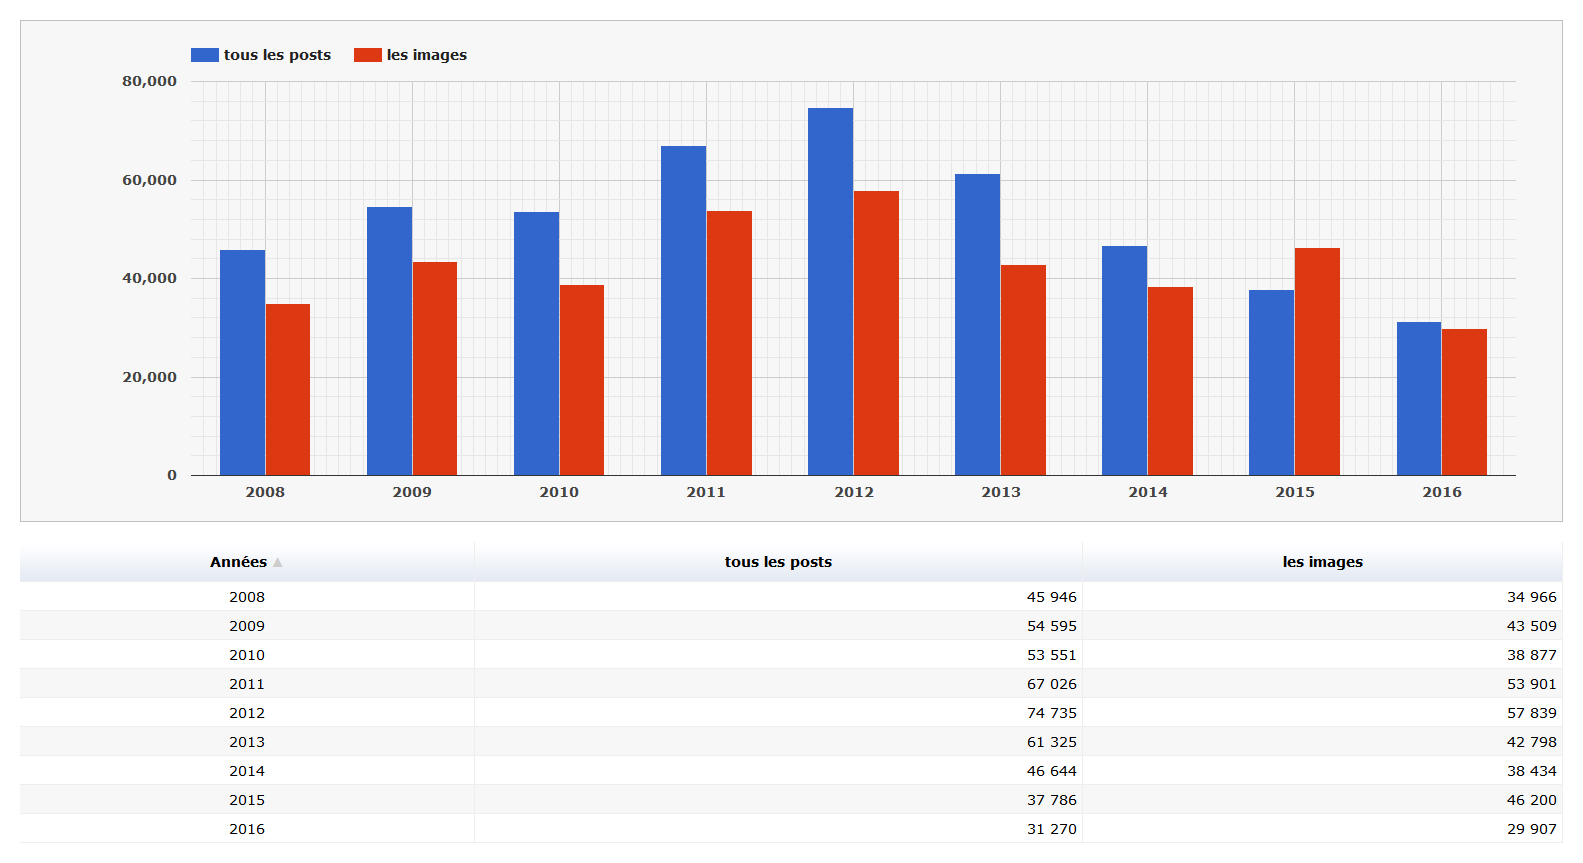 tous les posts les images
80,000
60,000
40,000
20,000
0
2008 2009 2010 2011 2012 2013 2014 2015 2016
Années tous les posts les images
2008 45 946 34 966
2009 54 595 43 509
2010 53 551 38 877
2011 67 026 53 901
2012 74 735 57 839
2013 61 325 42 798
2014 46 644 38 434
2015 37 786 46 200
2016 31 270 29 907